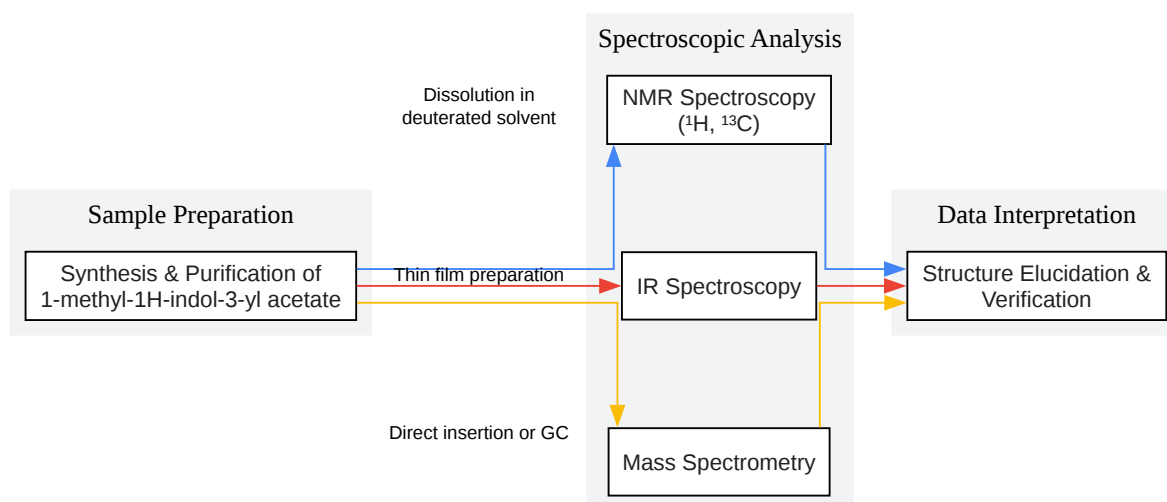 Spectroscopic Analysis
Dissolution in
deuterated solvent
NMR Spectroscopy
(¹H, ¹³C)
Sample Preparation
Synthesis & Purification of
1-methyl-1H-indol-3-yl acetate
Thin film preparation
IR Spectroscopy
Data Interpretation
Structure Elucidation &
Verification
Direct insertion or GC
Mass Spectrometry